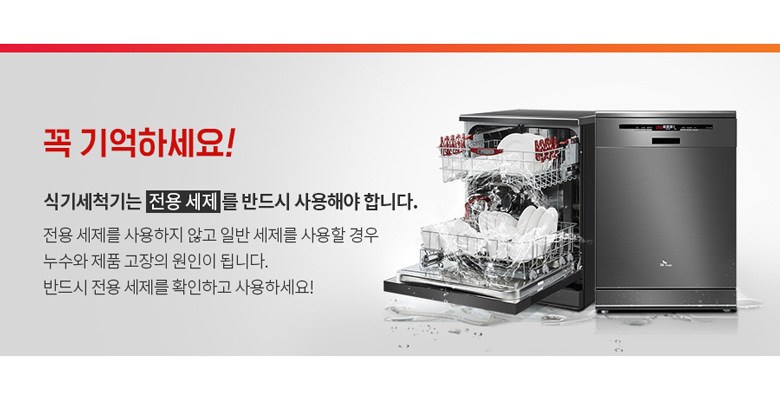 꼭 기억하세요!
식기세척기는 전용 세제를 반드시 사용해야 합니다.
전용 세제를 사용하지 않고 일반 세제를 사용할 경우
누수와 제품 고장의 원인이 됩니다.
반드시 전용 세제를 확인하고 사용하세요!